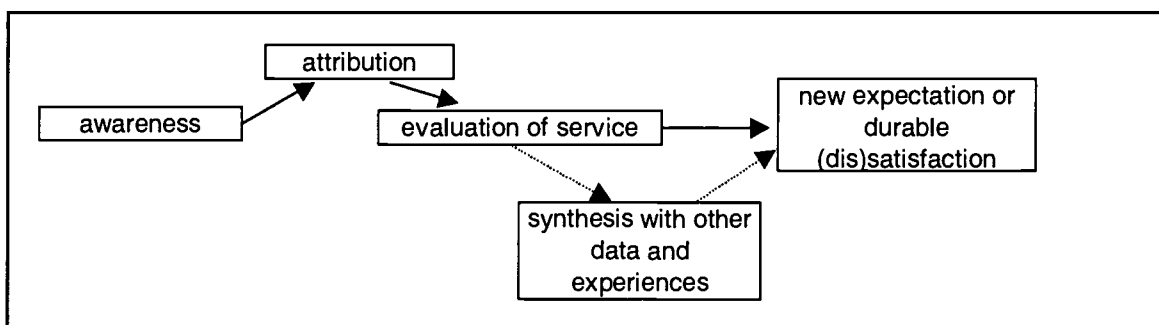 attribution
awareness
evaluation of service
new expectation or
durable
(dis)satisfaction
synthesis with other
data and
experiences